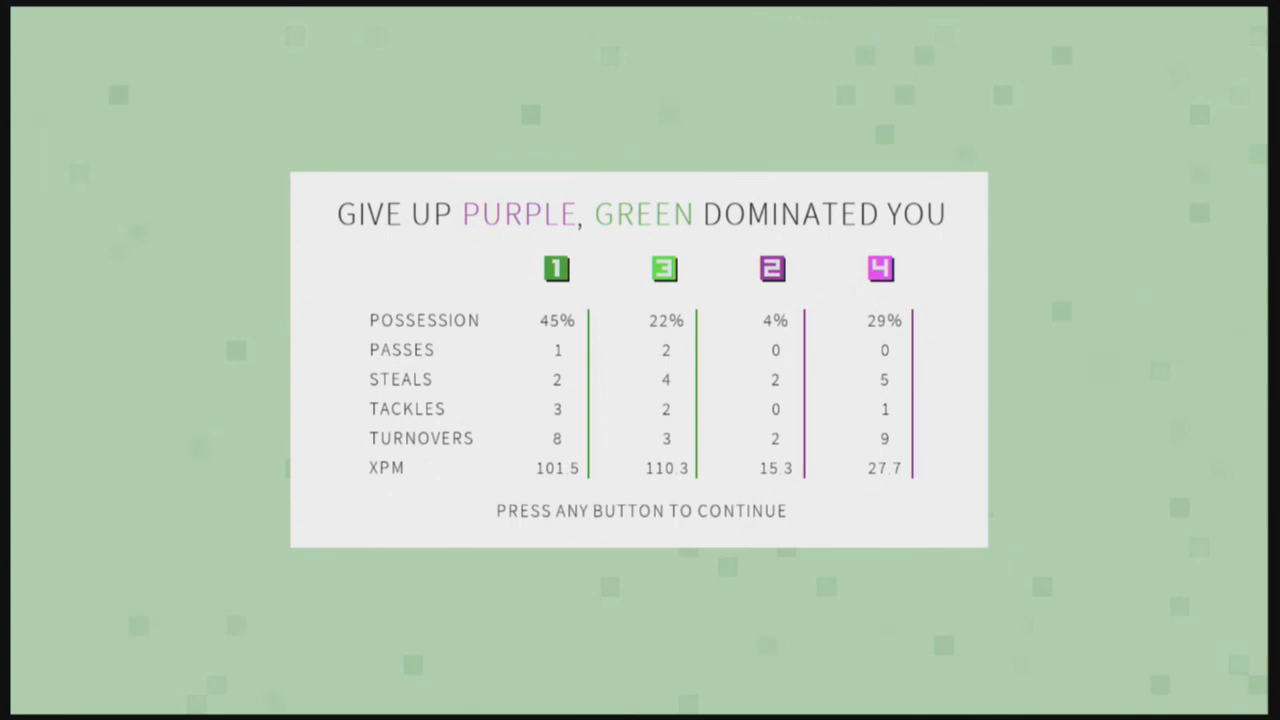 GIVE UP PURPLE, GREEN DOMINATED YOU
1 3 2 4
POSSESSION 45% 22% 4% 29%
PASSES 1 2 0 0
STEALS 2 4 2 5
TACKLES 3 2 0 1
TURNOVERS 8 3 2 9
XPM 101.5 110.3 15.3 27.7
PRESS ANY BUTTON TO CONTINUE